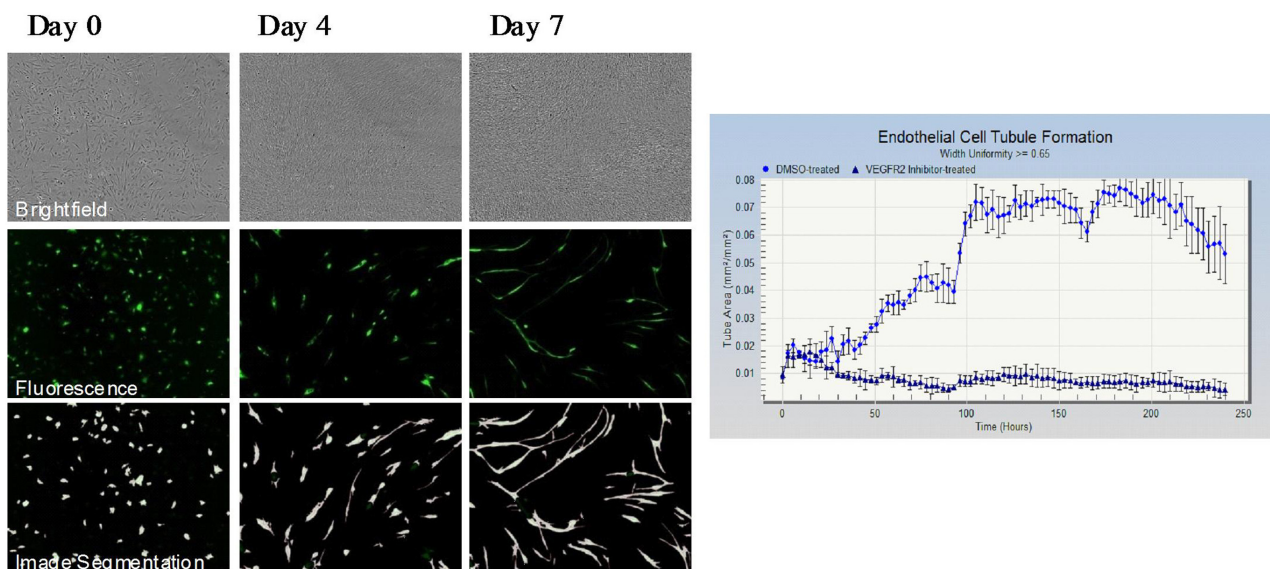 Day 0
Day 4
Day 7
Brightfield
Fluorescence
Image Segmentation
Endothelial Cell Tubule Formation
Width Uniformity >= 0.65
DMSO-treated VEGFR2 Inhibitor-treated
Tube Area (mm²/mm²)
0.08
0.07
0.06
0.05
0.04
0.03
0.02
0.01
0 50 100 150 200 250
Time (Hours)